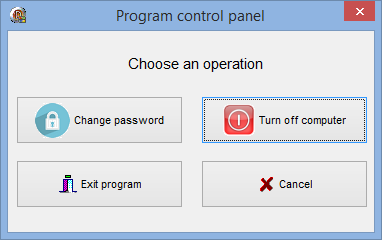 Program control panel
Choose an operation
Change password
Turn off computer
Exit program
Cancel